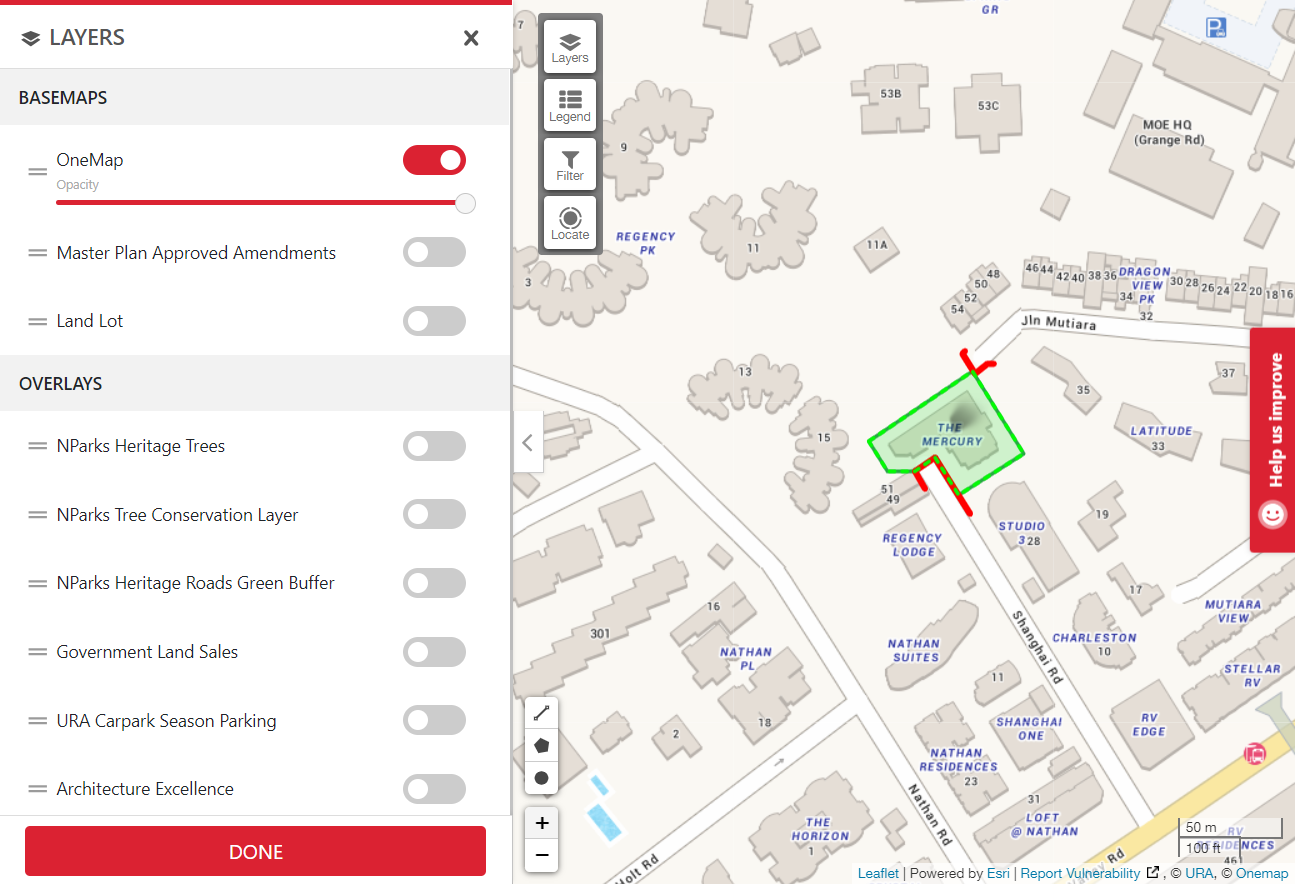 LAYERS
BASEMAPS
OneMap
Opacity
Master Plan Approved Amendments
Land Lot
OVERLAYS
NParks Heritage Trees
NParks Tree Conservation Layer
NParks Heritage Roads Green Buffer
Government Land Sales
URA Carpark Season Parking
Architecture Excellence
DONE
Layers
Legend
Filter
Locate
7
GR
P
53B
53C
MOE HQ
(Grange Rd)
9
REGENCY
PK
11
11A
3
48
50
52
54
46 44 42 40 38 36
DRAGON
VIEW
PK
34
32
30 28 26 24 22 20 18 16
Jln Mutiara
13
15
THE
MERCURY
35
37
LATITUDE
33
51
49
REGENCY
LODGE
STUDIO
3 28
19
17
MUTIARA
VIEW
16
301
NATHAN
PL
NATHAN
SUITES
Shanghai Rd
CHARLESTON
10
STELLAR
RV
11
18
2
SHANGHAI
ONE
RV
EDGE
NATHAN
RESIDENCES
23
Nathan Rd
31
LOFT
@ NATHAN
THE
HORIZON
1
Holt Rd
RV
RESIDENCES
46
+
−
50 m
100 ft
Help us improve
Leaflet | Powered by Esri | Report Vulnerability , © URA, © Onemap